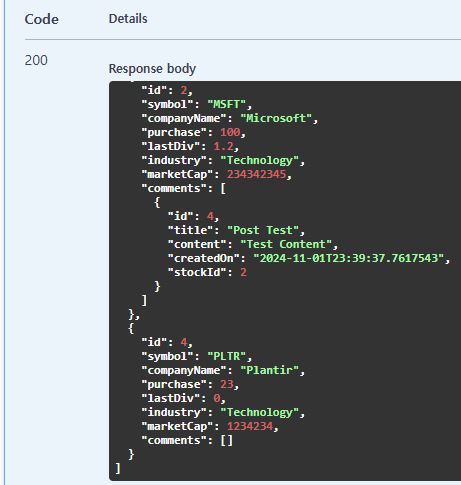 Code Details
200
Response body
"id": 2,
"symbol": "MSFT",
"companyName": "Microsoft",
"purchase": 100,
"lastDiv": 1.2,
"industry": "Technology",
"marketCap": 234342345,
"comments": [
{
"id": 4,
"title": "Post Test",
"content": "Test Content",
"createdOn": "2024-11-01T23:39:37.7617543",
"stockId": 2
}
]
},
{
"id": 4,
"symbol": "PLTR",
"companyName": "Plantir",
"purchase": 23,
"lastDiv": 0,
"industry": "Technology",
"marketCap": 1234234,
"comments": []
}
]